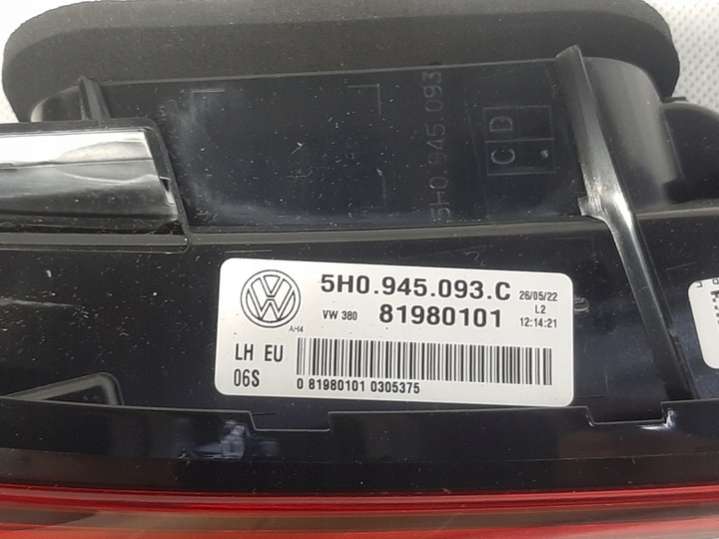 5H0.945.093
C D
5H0.945.093.C
26/05/22
VW 380
81980101
L2
12:14:21
AH4
LH EU
06S
0 81980101 0305375